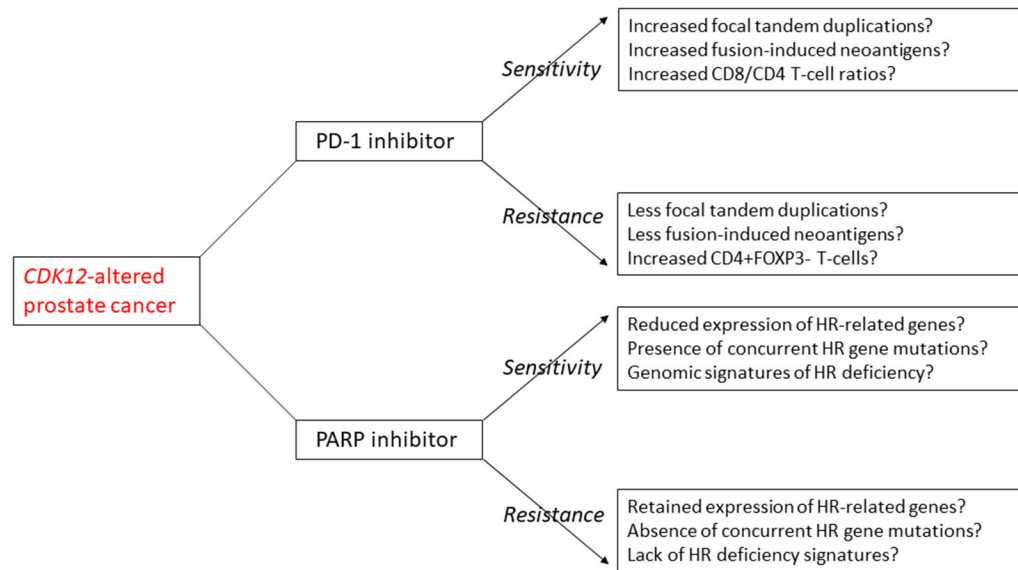 Increased focal tandem duplications?
Increased fusion-induced neoantigens?
Increased CD8/CD4 T-cell ratios?
Sensitivity
PD-1 inhibitor
Resistance
Less focal tandem duplications?
Less fusion-induced neoantigens?
Increased CD4+FOXP3- T-cells?
CDK12-altered
prostate cancer
Reduced expression of HR-related genes?
Presence of concurrent HR gene mutations?
Genomic signatures of HR deficiency?
Sensitivity
PARP inhibitor
Resistance
Retained expression of HR-related genes?
Absence of concurrent HR gene mutations?
Lack of HR deficiency signatures?